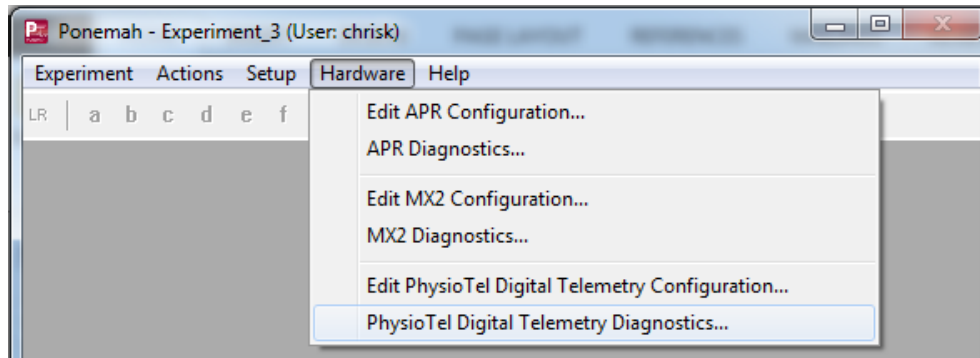 Ponemah - Experiment_3 (User: chrisk)
Experiment Actions Setup Hardware Help
LR a b c d e f
Edit APR Configuration...
APR Diagnostics...
Edit MX2 Configuration...
MX2 Diagnostics...
Edit PhysioTel Digital Telemetry Configuration...
PhysioTel Digital Telemetry Diagnostics...